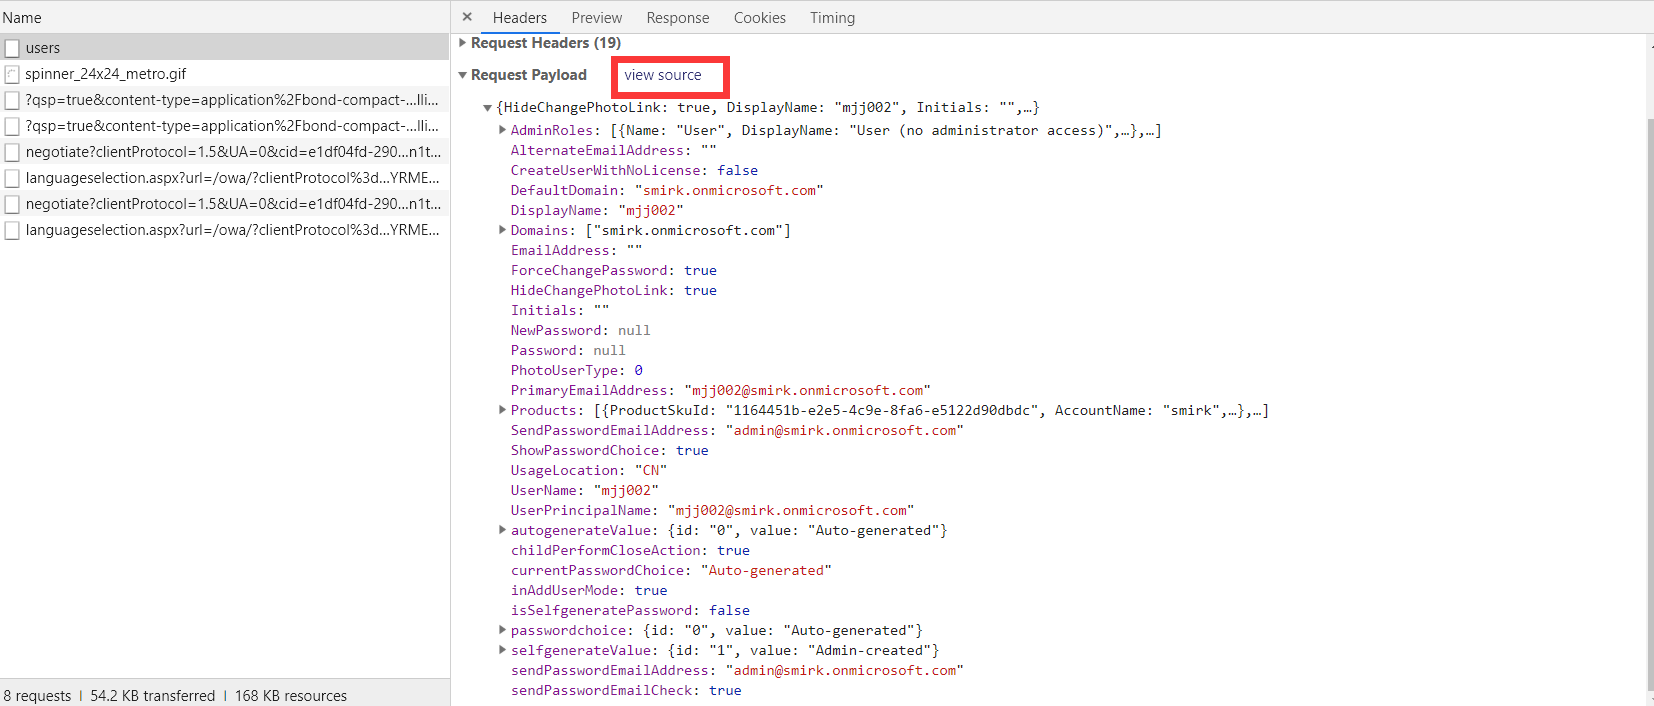 Name
users
spinner_24x24_metro.gif
?qsp=true&content-type=application%2Fbond-compact-...lli...
?qsp=true&content-type=application%2Fbond-compact-...lli...
negotiate?clientProtocol=1.5&UA=0&cid=e1df04fd-290...n1t...
languageselection.aspx?url=/owa/?clientProtocol%3d...YRME...
negotiate?clientProtocol=1.5&UA=0&cid=e1df04fd-290...n1t...
languageselection.aspx?url=/owa/?clientProtocol%3d...YRME...
8 requests | 54.2 KB transferred | 168 KB resources
× Headers Preview Response Cookies Timing
▶ Request Headers (19)
▼ Request Payload view source
▼ {HideChangePhotoLink: true, DisplayName: "mjj002", Initials: "",…}
▶ AdminRoles: [{Name: "User", DisplayName: "User (no administrator access)",…},…]
AlternateEmailAddress: ""
CreateUserWithNoLicense: false
DefaultDomain: "smirk.onmicrosoft.com"
DisplayName: "mjj002"
▶ Domains: ["smirk.onmicrosoft.com"]
EmailAddress: ""
ForceChangePassword: true
HideChangePhotoLink: true
Initials: ""
NewPassword: null
Password: null
PhotoUserType: 0
PrimaryEmailAddress: "mjj002@smirk.onmicrosoft.com"
▶ Products: [{ProductSkuId: "1164451b-e2e5-4c9e-8fa6-e5122d90dbdc", AccountName: "smirk",…},…]
SendPasswordEmailAddress: "admin@smirk.onmicrosoft.com"
ShowPasswordChoice: true
UsageLocation: "CN"
UserName: "mjj002"
UserPrincipalName: "mjj002@smirk.onmicrosoft.com"
▶ autogenerateValue: {id: "0", value: "Auto-generated"}
childPerformCloseAction: true
currentPasswordChoice: "Auto-generated"
inAddUserMode: true
isSelfgeneratePassword: false
▶ passwordchoice: {id: "0", value: "Auto-generated"}
▶ selfgenerateValue: {id: "1", value: "Admin-created"}
sendPasswordEmailAddress: "admin@smirk.onmicrosoft.com"
sendPasswordEmailCheck: true